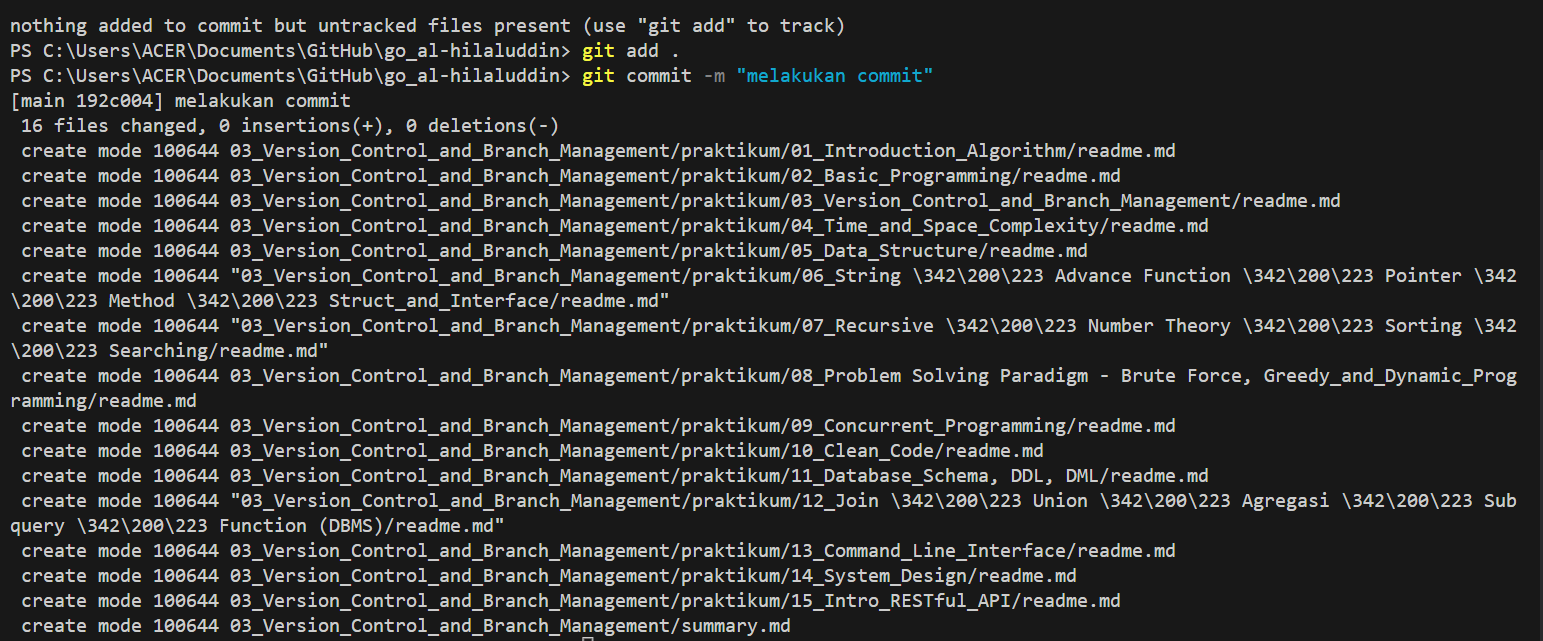 nothing added to commit but untracked files present (use "git add" to track)
PS C:\Users\ACER\Documents\GitHub\go_al-hilaluddin> git add .
PS C:\Users\ACER\Documents\GitHub\go_al-hilaluddin> git commit -m "melakukan commit"
[main 192c004] melakukan commit
 16 files changed, 0 insertions(+), 0 deletions(-)
 create mode 100644 03_Version_Control_and_Branch_Management/praktikum/01_Introduction_Algorithm/readme.md
 create mode 100644 03_Version_Control_and_Branch_Management/praktikum/02_Basic_Programming/readme.md
 create mode 100644 03_Version_Control_and_Branch_Management/praktikum/03_Version_Control_and_Branch_Management/readme.md
 create mode 100644 03_Version_Control_and_Branch_Management/praktikum/04_Time_and_Space_Complexity/readme.md
 create mode 100644 03_Version_Control_and_Branch_Management/praktikum/05_Data_Structure/readme.md
 create mode 100644 "03_Version_Control_and_Branch_Management/praktikum/06_String \342\200\223 Advance Function \342\200\223 Pointer \342
\200\223 Method \342\200\223 Struct_and_Interface/readme.md"
 create mode 100644 "03_Version_Control_and_Branch_Management/praktikum/07_Recursive \342\200\223 Number Theory \342\200\223 Sorting \342
\200\223 Searching/readme.md"
 create mode 100644 03_Version_Control_and_Branch_Management/praktikum/08_Problem Solving Paradigm - Brute Force, Greedy_and_Dynamic_Prog
ramming/readme.md
 create mode 100644 03_Version_Control_and_Branch_Management/praktikum/09_Concurrent_Programming/readme.md
 create mode 100644 03_Version_Control_and_Branch_Management/praktikum/10_Clean_Code/readme.md
 create mode 100644 03_Version_Control_and_Branch_Management/praktikum/11_Database_Schema, DDL, DML/readme.md
 create mode 100644 "03_Version_Control_and_Branch_Management/praktikum/12_Join \342\200\223 Union \342\200\223 Agregasi \342\200\223 Sub
query \342\200\223 Function (DBMS)/readme.md"
 create mode 100644 03_Version_Control_and_Branch_Management/praktikum/13_Command_Line_Interface/readme.md
 create mode 100644 03_Version_Control_and_Branch_Management/praktikum/14_System_Design/readme.md
 create mode 100644 03_Version_Control_and_Branch_Management/praktikum/15_Intro_RESTful_API/readme.md
 create mode 100644 03_Version_Control_and_Branch_Management/summary.md